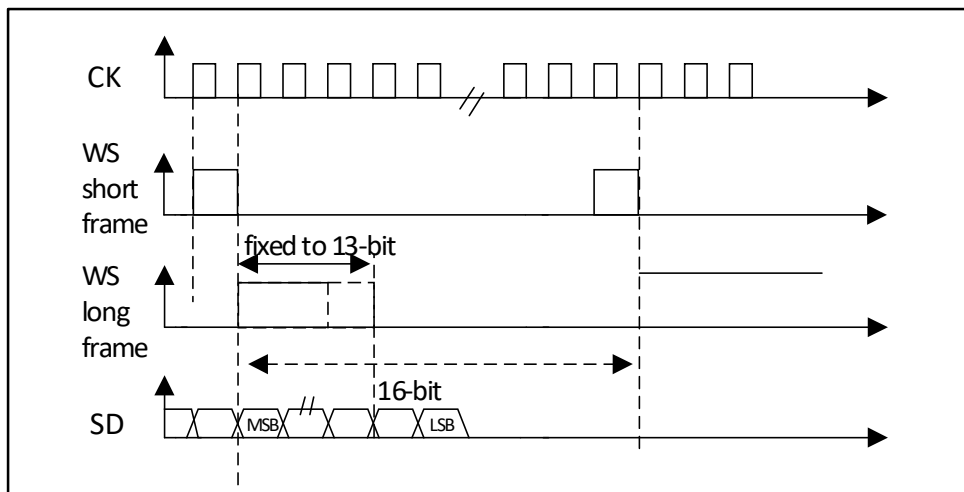 CK
WS
short
frame
fixed to 13-bit
WS
long
frame
16-bit
SD
MSB
LSB